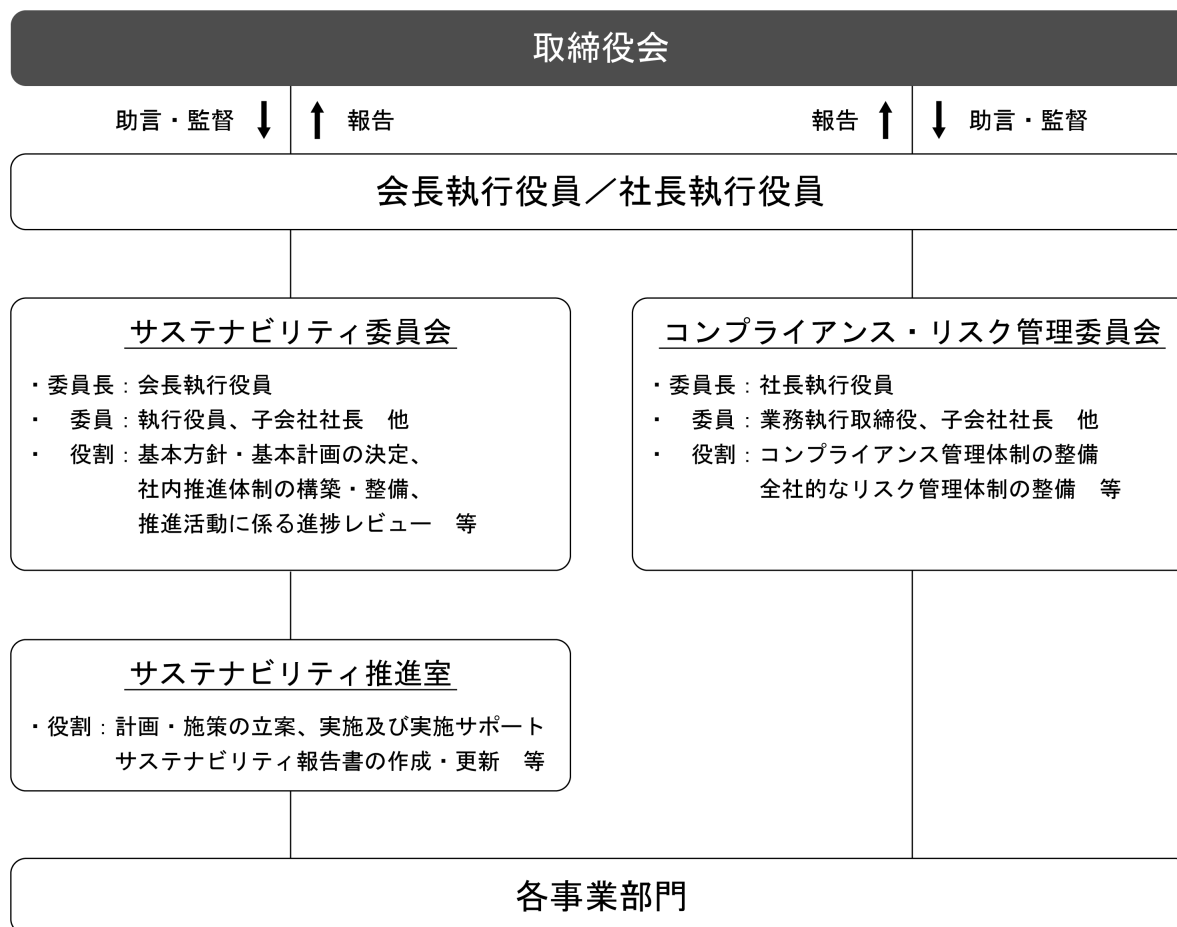 取締役会
助言・監督 ↓ ↑ 報告
報告 ↑ ↓ 助言・監督
会長執行役員／社長執行役員
サステナビリティ委員会
・委員長：会長執行役員
・　委員：執行役員、子会社社長　他
・　役割：基本方針・基本計画の決定、
社内推進体制の構築・整備、
推進活動に係る進捗レビュー　等
コンプライアンス・リスク管理委員会
・委員長：社長執行役員
・　委員：業務執行取締役、子会社社長　他
・　役割：コンプライアンス管理体制の整備
全社的なリスク管理体制の整備　等
サステナビリティ推進室
・役割：計画・施策の立案、実施及び実施サポート
サステナビリティ報告書の作成・更新　等
各事業部門